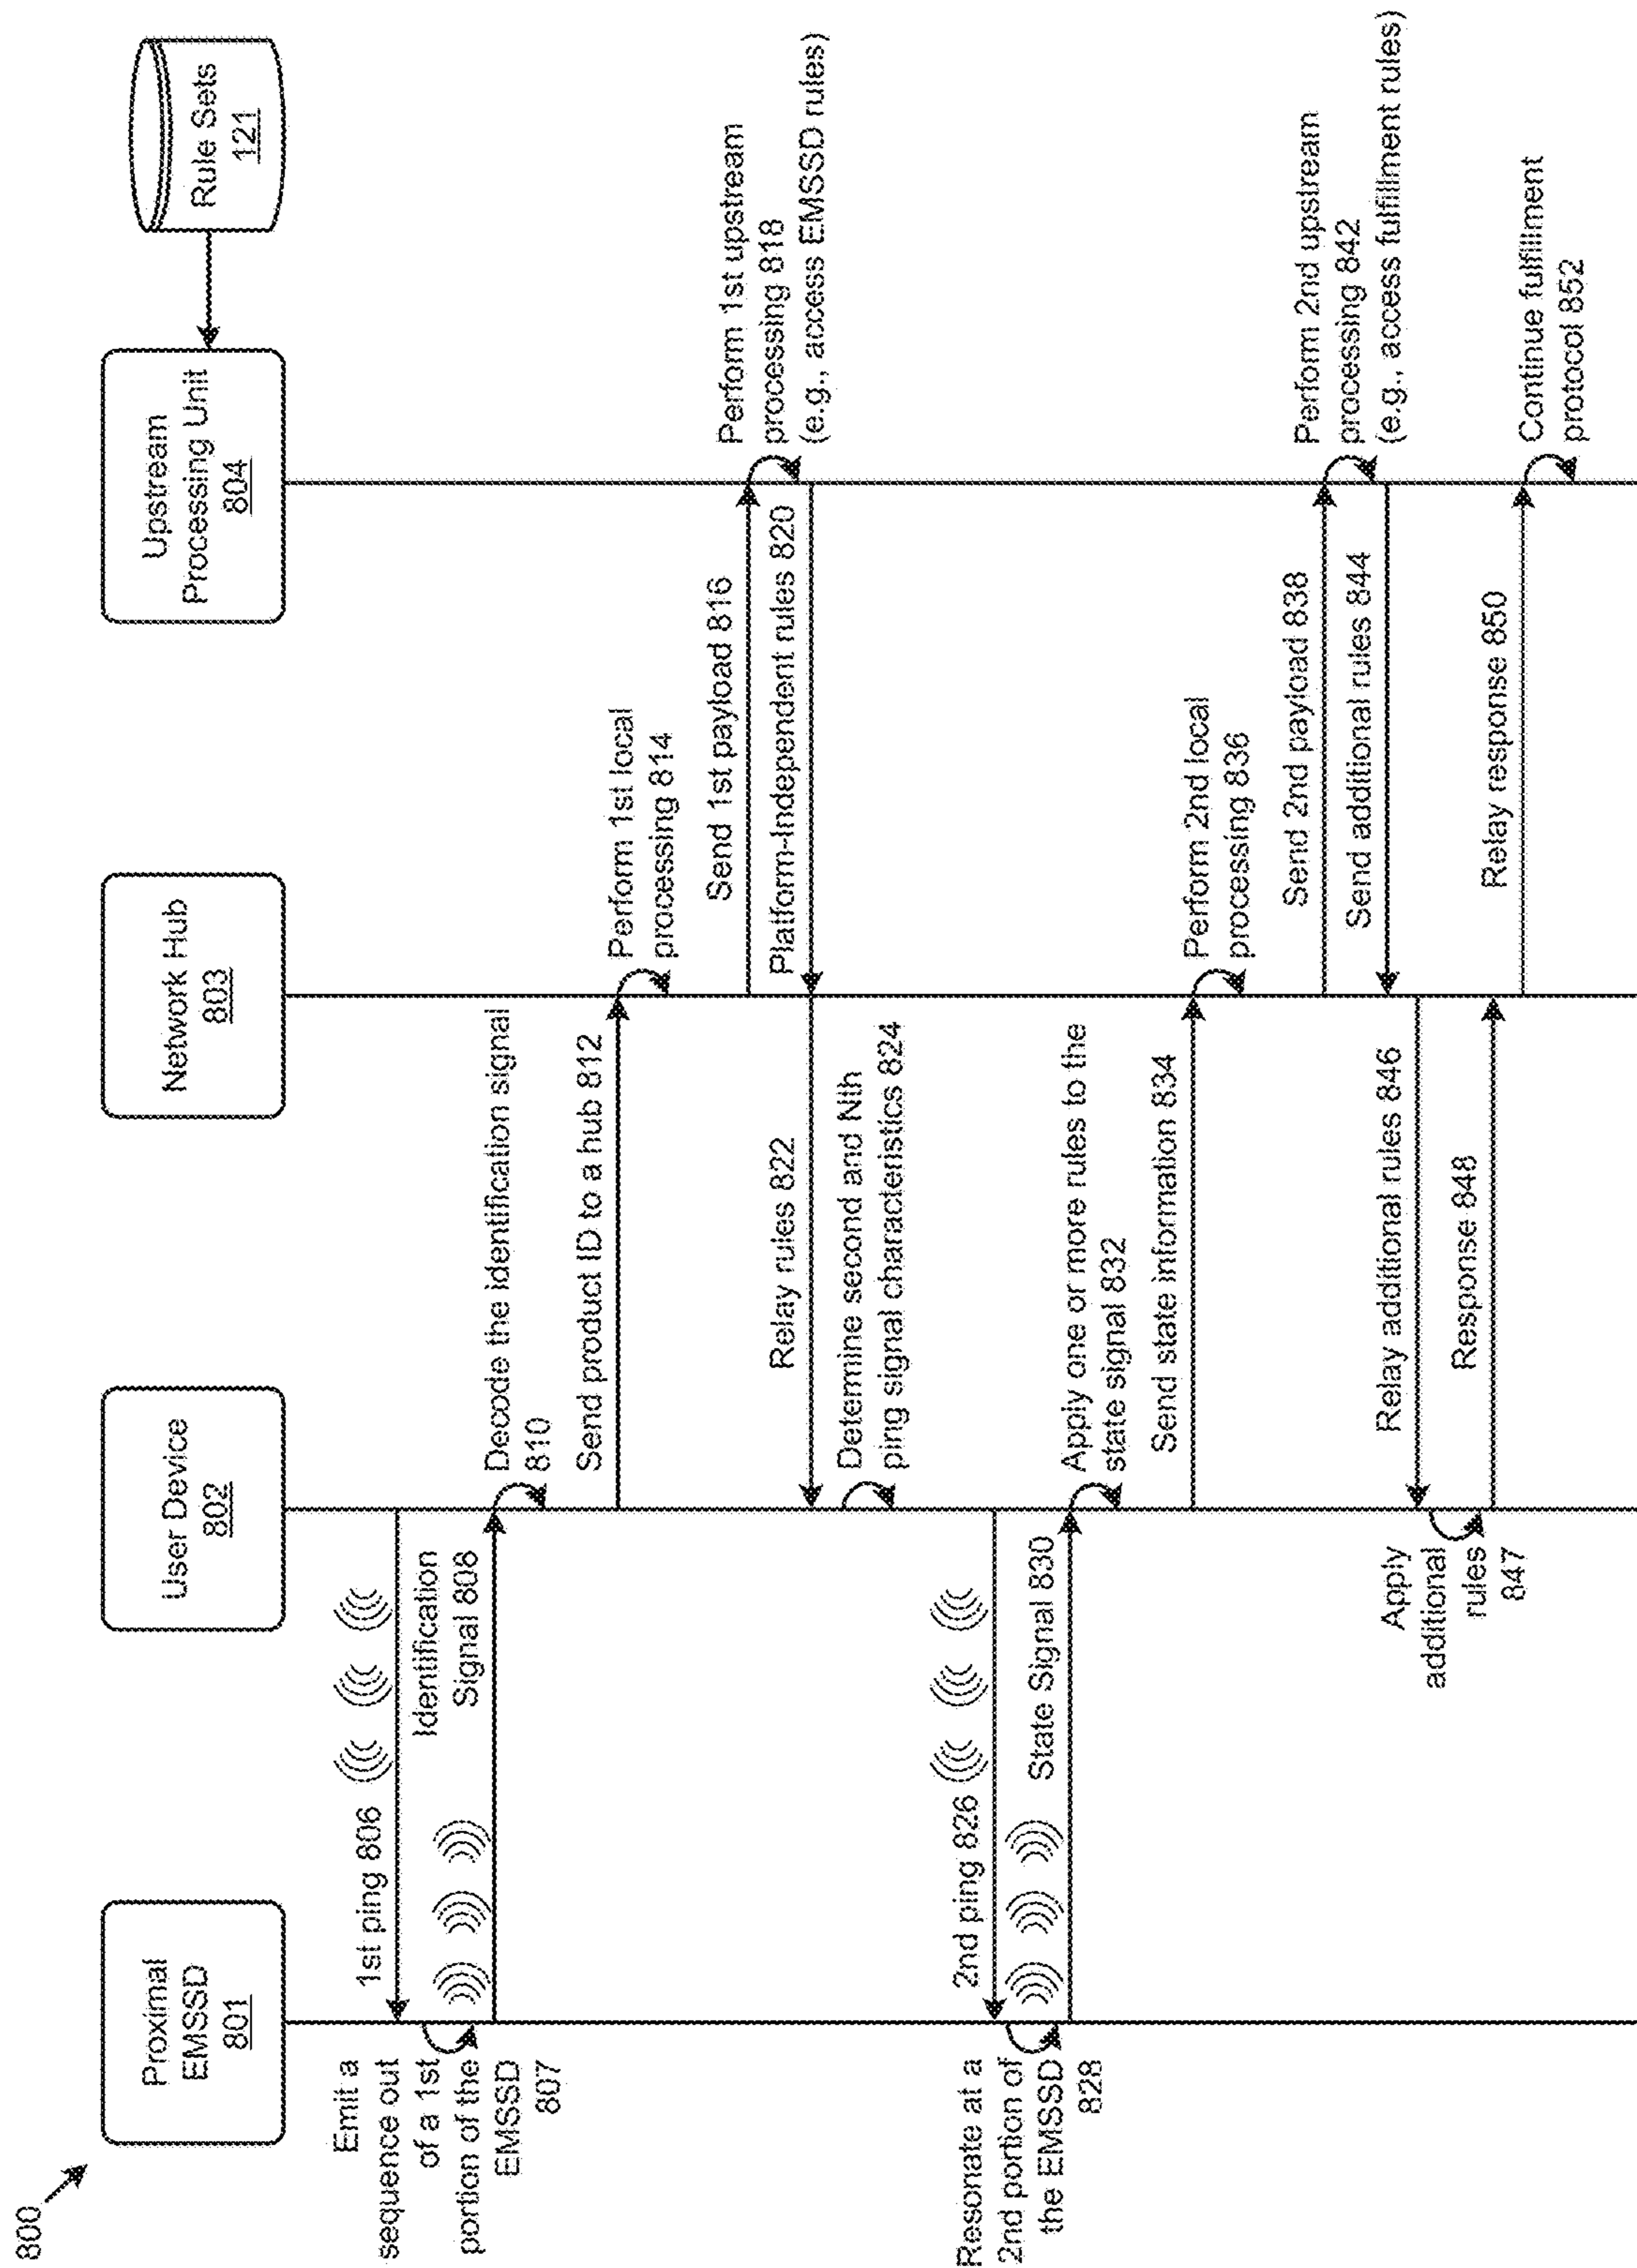 800
Proximal
EMSSD
801
User Device
802
Network Hub
803
Upstream
Processing Unit
804
Rule Sets
121
1st ping 806
Emit a
sequence out
of a 1st
portion of the
EMSSD
807
Identification
Signal 808
Decode the identification signal
810
Send product ID to a hub 812
Perform 1st local
processing 814
Send 1st payload 816
Perform 1st upstream
processing 818
(e.g., access EMSSD rules)
Platform-Independent rules 820
Relay rules 822
Determine second and Nth
ping signal characteristics 824
2nd ping 826
Resonate at a
2nd portion of
the EMSSD
828
State Signal 830
Apply one or more rules to the
state signal 832
Send state information 834
Perform 2nd local
processing 836
Send 2nd payload 838
Perform 2nd upstream
processing 842
(e.g., access fulfillment rules)
Send additional rules 844
Relay additional rules 846
Apply
additional
rules
847
Response 848
Relay response 850
Continue fulfillment
protocol 852